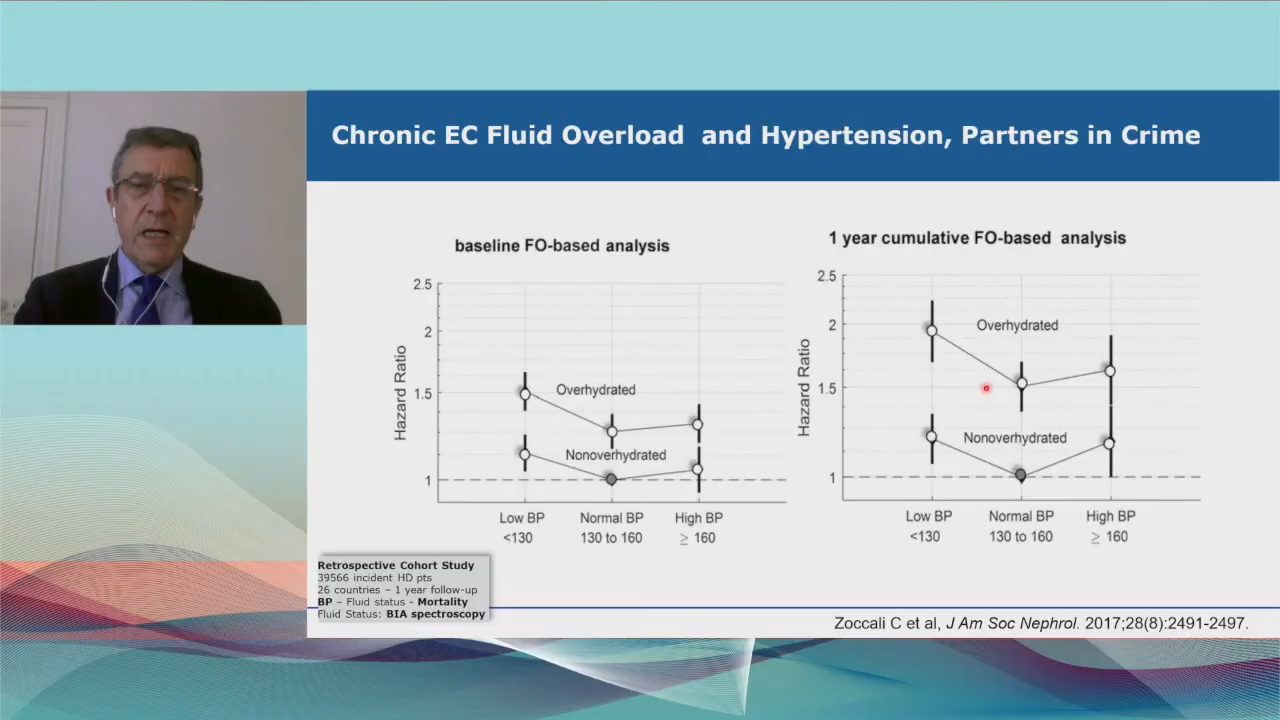 Chronic EC Fluid Overload and Hypertension, Partners in Crime
baseline FO-based analysis
2.5
2
1.5
1
Hazard Ratio
Overhydrated
Nonoverhydrated
Low BP
<130
Normal BP
130 to 160
High BP
≥ 160
1 year cumulative FO-based analysis
2.5
2
1.5
1
Hazard Ratio
Overhydrated
Nonoverhydrated
Low BP
<130
Normal BP
130 to 160
High BP
≥ 160
Retrospective Cohort Study
39566 incident HD pts
26 countries – 1 year follow-up
BP – Fluid status - Mortality
Fluid Status: BIA spectroscopy
Zoccali C et al, J Am Soc Nephrol. 2017;28(8):2491-2497.